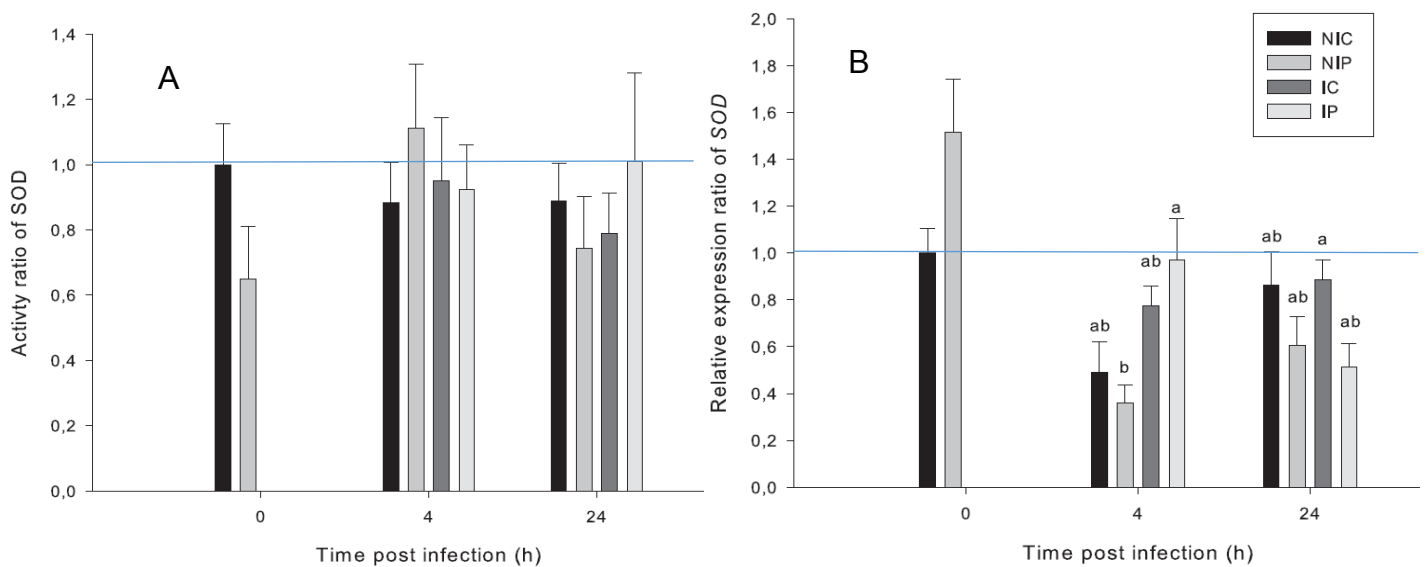 A
Activty ratio of SOD
1,4
1,2
1,0
0,8
0,6
0,4
0,2
0,0
0 4 24
Time post infection (h)
B
Relative expression ratio of SOD
2,0
1,8
1,6
1,4
1,2
1,0
0,8
0,6
0,4
0,2
0,0
NIC
NIP
IC
IP
ab b ab a
ab ab a ab
0 4 24
Time post infection (h)